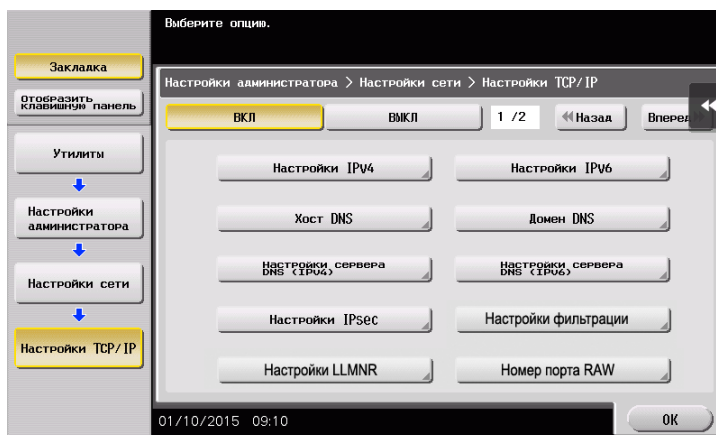 Выберите опцию.
Закладка
Отобразить
клавишную панель
Утилиты
Настройки
администратора
Настройки сети
Настройки TCP/IP
Настройки администратора > Настройки сети > Настройки TCP/IP
ВКЛ
ВЫКЛ
1 /2
Назад
Вперед
Настройки IPv4
Настройки IPv6
Хост DNS
Домен DNS
Настройки сервера
DNS (IPv4)
Настройки сервера
DNS (IPv6)
Настройки IPsec
Настройки фильтрации
Настройки LLMNR
Номер порта RAW
01/10/2015 09:10
OK